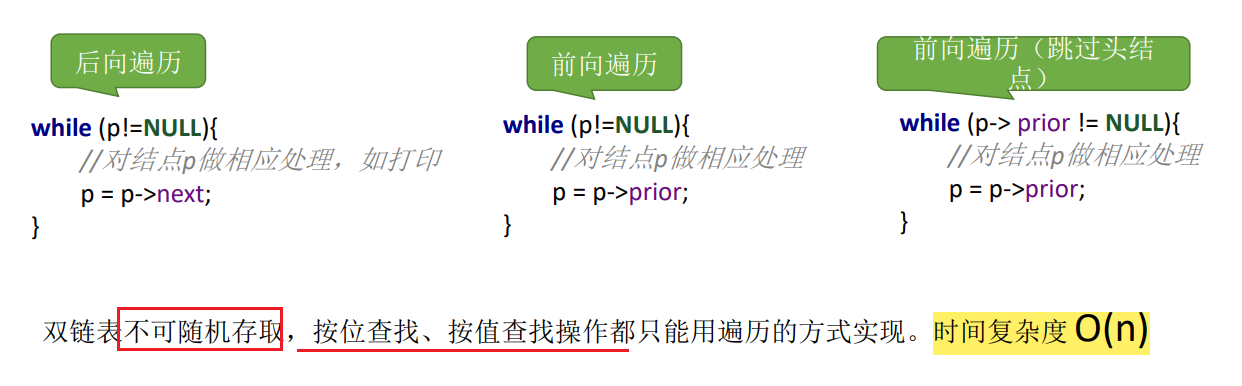 后向遍历
while (p!=NULL){
//对结点p做相应处理，如打印
p = p->next;
}
前向遍历
while (p!=NULL){
//对结点p做相应处理
p = p->prior;
}
前向遍历（跳过头结
点）
while (p-> prior != NULL){
//对结点p做相应处理
p = p->prior;
}
双链表不可随机存取，按位查找、按值查找操作都只能用遍历的方式实现。时间复杂度 O(n)